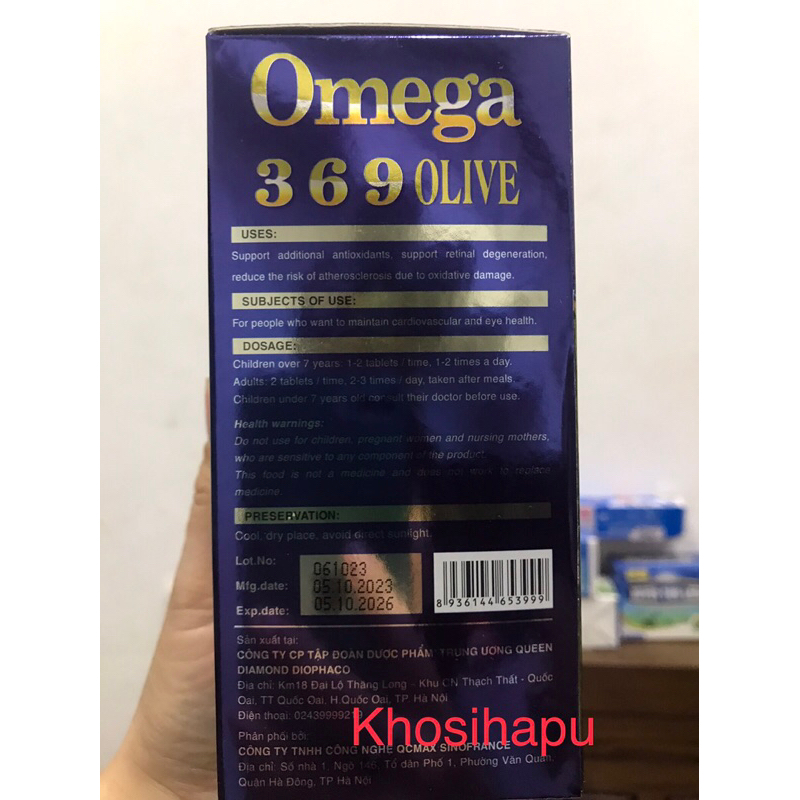 Omega
3 6 9 OLIVE
USES:
Support additional antioxidants, support retinal degeneration,
reduce the risk of atherosclerosis due to oxidative damage.
SUBJECTS OF USE:
For people who want to maintain cardiovascular and eye health.
DOSAGE:
Children over 7 years: 1-2 tablets / time, 1-2 times a day.
Adults: 2 tablets / time, 2-3 times / day, taken after meals.
Children under 7 years old consult their doctor before use.
Health warnings:
Do not use for children, pregnant women and nursing mothers,
who are sensitive to any component of the product.
This food is not a medicine and does not work to replace
medicine.
PRESERVATION:
Cool, dry place, avoid direct sunlight.
Lot.No: 061023
Mfg.date: 05.10.2023
Exp.date: 05.10.2026
8 936144 653999
Sản xuất tại:
CÔNG TY CP TẬP ĐOÀN DƯỢC PHẨM TRUNG ƯƠNG QUEEN
DIAMOND DIOPHACO
Địa chỉ: Km18 Đại Lộ Thăng Long - Khu CN Thạch Thất - Quốc
Oai, TT Quốc Oai, H.Quốc Oai, TP Hà Nội
Điện thoại:
Khosihapu
Phân phối bởi:
CÔNG TY TNHH CÔNG NGHỆ QCMAX SINOFRANCE
Địa chỉ: Số nhà 1, Ngõ 146, Tổ dân Phố 1, Phường Văn Quán,
Quận Hà Đông, TP Hà Nội